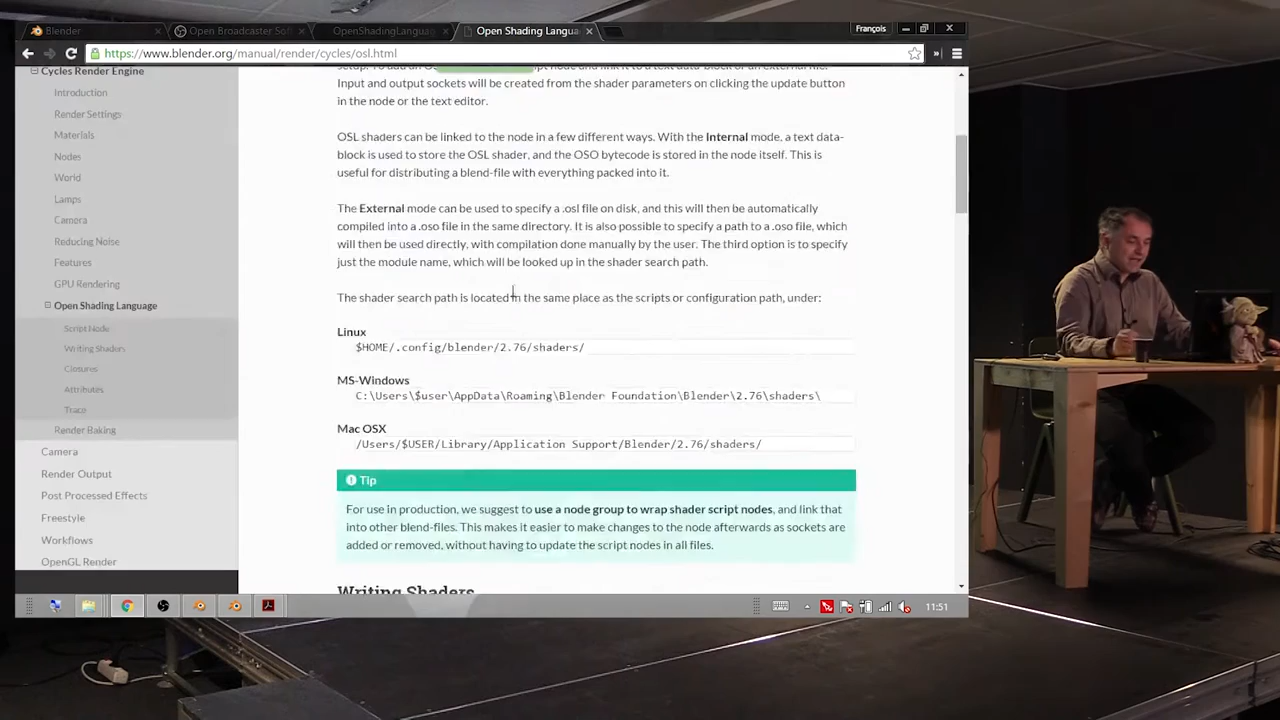 Blender
Open Broadcaster Soft
OpenShadingLanguag
Open Shading Langua
François
https://www.blender.org/manual/render/cycles/osl.html
Cycles Render Engine
Introduction
Render Settings
Materials
Nodes
World
Lamps
Camera
Reducing Noise
Features
GPU Rendering
Open Shading Language
Script Node
Writing Shaders
Closures
Attributes
Trace
Render Baking
Camera
Render Output
Post Processed Effects
Freestyle
Workflows
OpenGL Render
Input and output sockets will be created from the shader parameters on clicking the update button
in the node or the text editor.
OSL shaders can be linked to the node in a few different ways. With the Internal mode, a text data-
block is used to store the OSL shader, and the OSO bytecode is stored in the node itself. This is
useful for distributing a blend-file with everything packed into it.
The External mode can be used to specify a .osl file on disk, and this will then be automatically
compiled into a .oso file in the same directory. It is also possible to specify a path to a .oso file, which
will then be used directly, with compilation done manually by the user. The third option is to specify
just the module name, which will be looked up in the shader search path.
The shader search path is located in the same place as the scripts or configuration path, under:
Linux
$HOME/.config/blender/2.76/shaders/
MS-Windows
C:\Users\$user\AppData\Roaming\Blender Foundation\Blender\2.76\shaders\
Mac OSX
/Users/$USER/Library/Application Support/Blender/2.76/shaders/
Tip
For use in production, we suggest to use a node group to wrap shader script nodes, and link that
into other blend-files. This makes it easier to make changes to the node afterwards as sockets are
added or removed, without having to update the script nodes in all files.
Writing Shaders
11:51